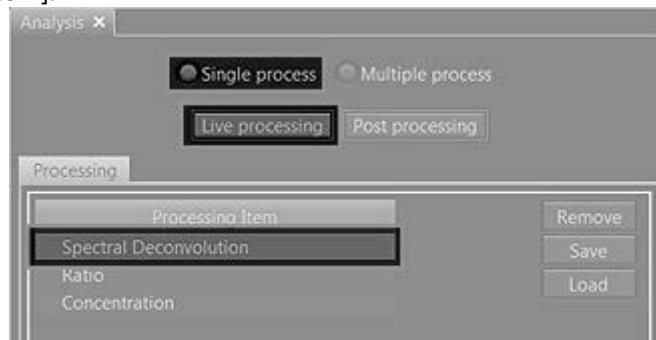 Analysis ×
Single process Multiple process
Live processing Post processing
Processing
Processing Item Remove
Spectral Deconvolution Save
Ratio Load
Concentration